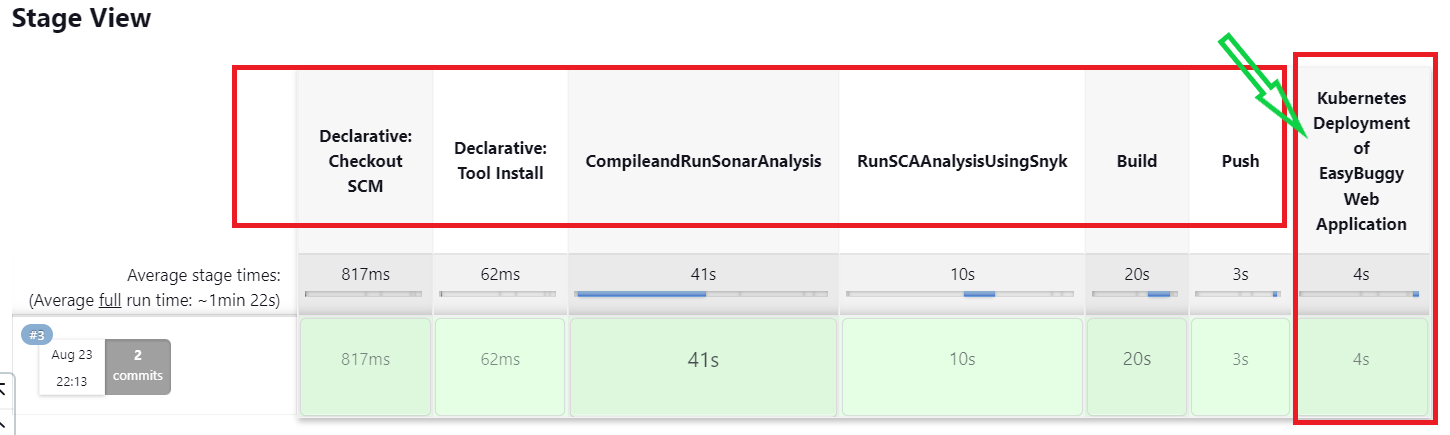 Stage View
Declarative:
Checkout
SCM
Declarative:
Tool Install
CompileandRunSonarAnalysis
RunSCAAnalysisUsingSnyk
Build
Push
Kubernetes
Deployment
of
EasyBuggy
Web
Application
Average stage times:
(Average full run time: ~1min 22s)
817ms
62ms
41s
10s
20s
3s
4s
#3
Aug 23
22:13
2
commits
817ms
62ms
41s
10s
20s
3s
4s